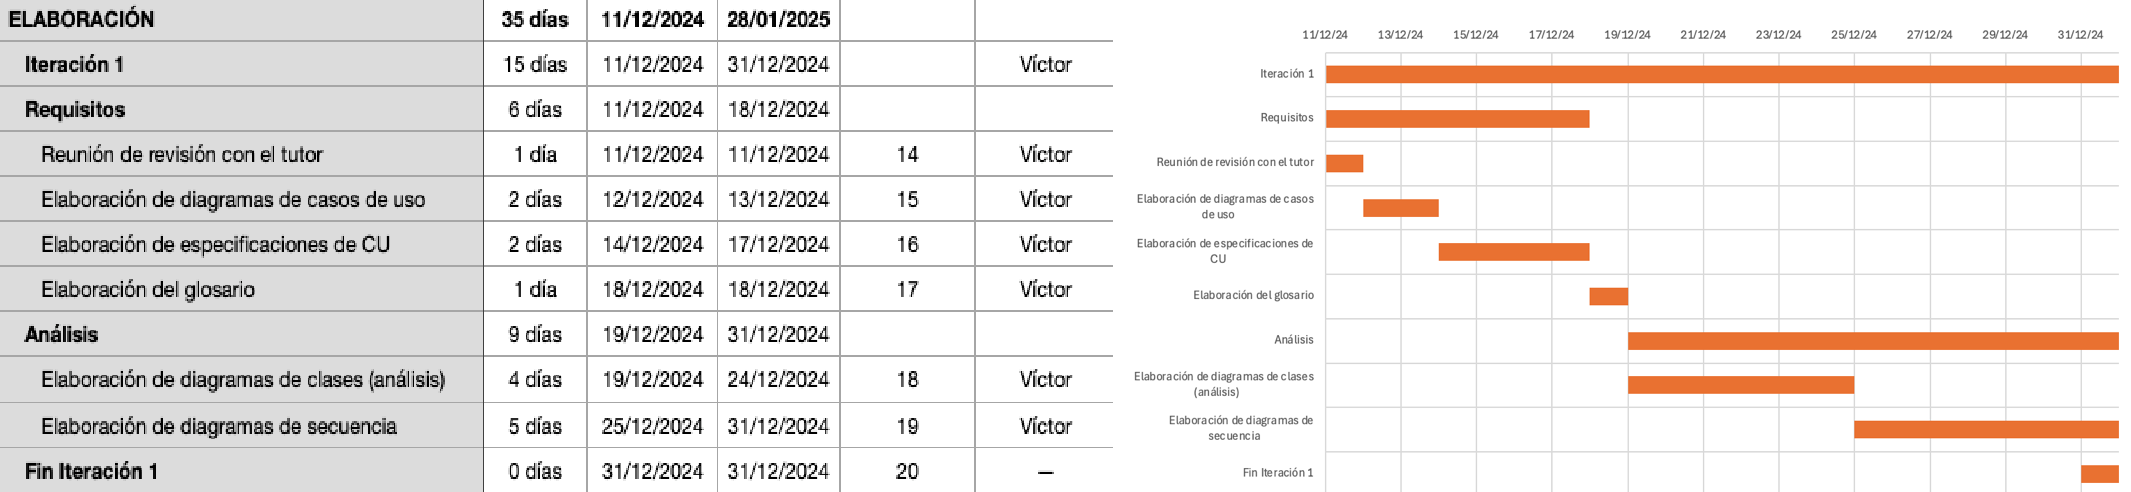 ELABORACIÓN 35 días 11/12/2024 28/01/2025
Iteración 1 15 días 11/12/2024 31/12/2024 Víctor
Requisitos 6 días 11/12/2024 18/12/2024
Reunión de revisión con el tutor 1 día 11/12/2024 11/12/2024 14 Víctor
Elaboración de diagramas de casos de uso 2 días 12/12/2024 13/12/2024 15 Víctor
Elaboración de especificaciones de CU 2 días 14/12/2024 17/12/2024 16 Víctor
Elaboración del glosario 1 día 18/12/2024 18/12/2024 17 Víctor
Análisis 9 días 19/12/2024 31/12/2024
Elaboración de diagramas de clases (análisis) 4 días 19/12/2024 24/12/2024 18 Víctor
Elaboración de diagramas de secuencia 5 días 25/12/2024 31/12/2024 19 Víctor
Fin Iteración 1 0 días 31/12/2024 31/12/2024 20 —
11/12/24 13/12/24 15/12/24 17/12/24 19/12/24 21/12/24 23/12/24 25/12/24 27/12/24 29/12/24 31/12/24
Iteración 1
Requisitos
Reunión de revisión con el tutor
Elaboración de diagramas de casos
de uso
Elaboración de especificaciones de
CU
Elaboración del glosario
Análisis
Elaboración de diagramas de clases
(análisis)
Elaboración de diagramas de
secuencia
Fin Iteración 1